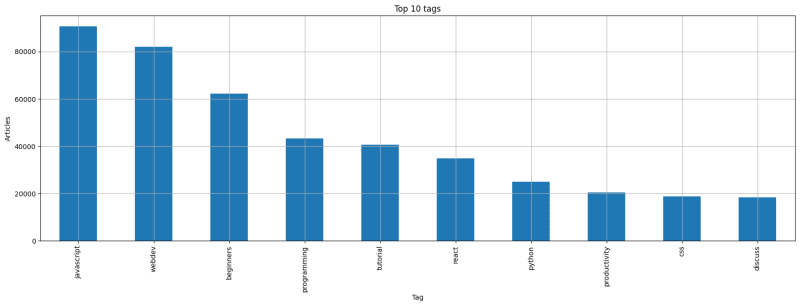 Top 10 tags
Articles
80000
60000
40000
20000
0
javascript
webdev
beginners
programming
tutorial
react
python
productivity
css
discuss
Tag